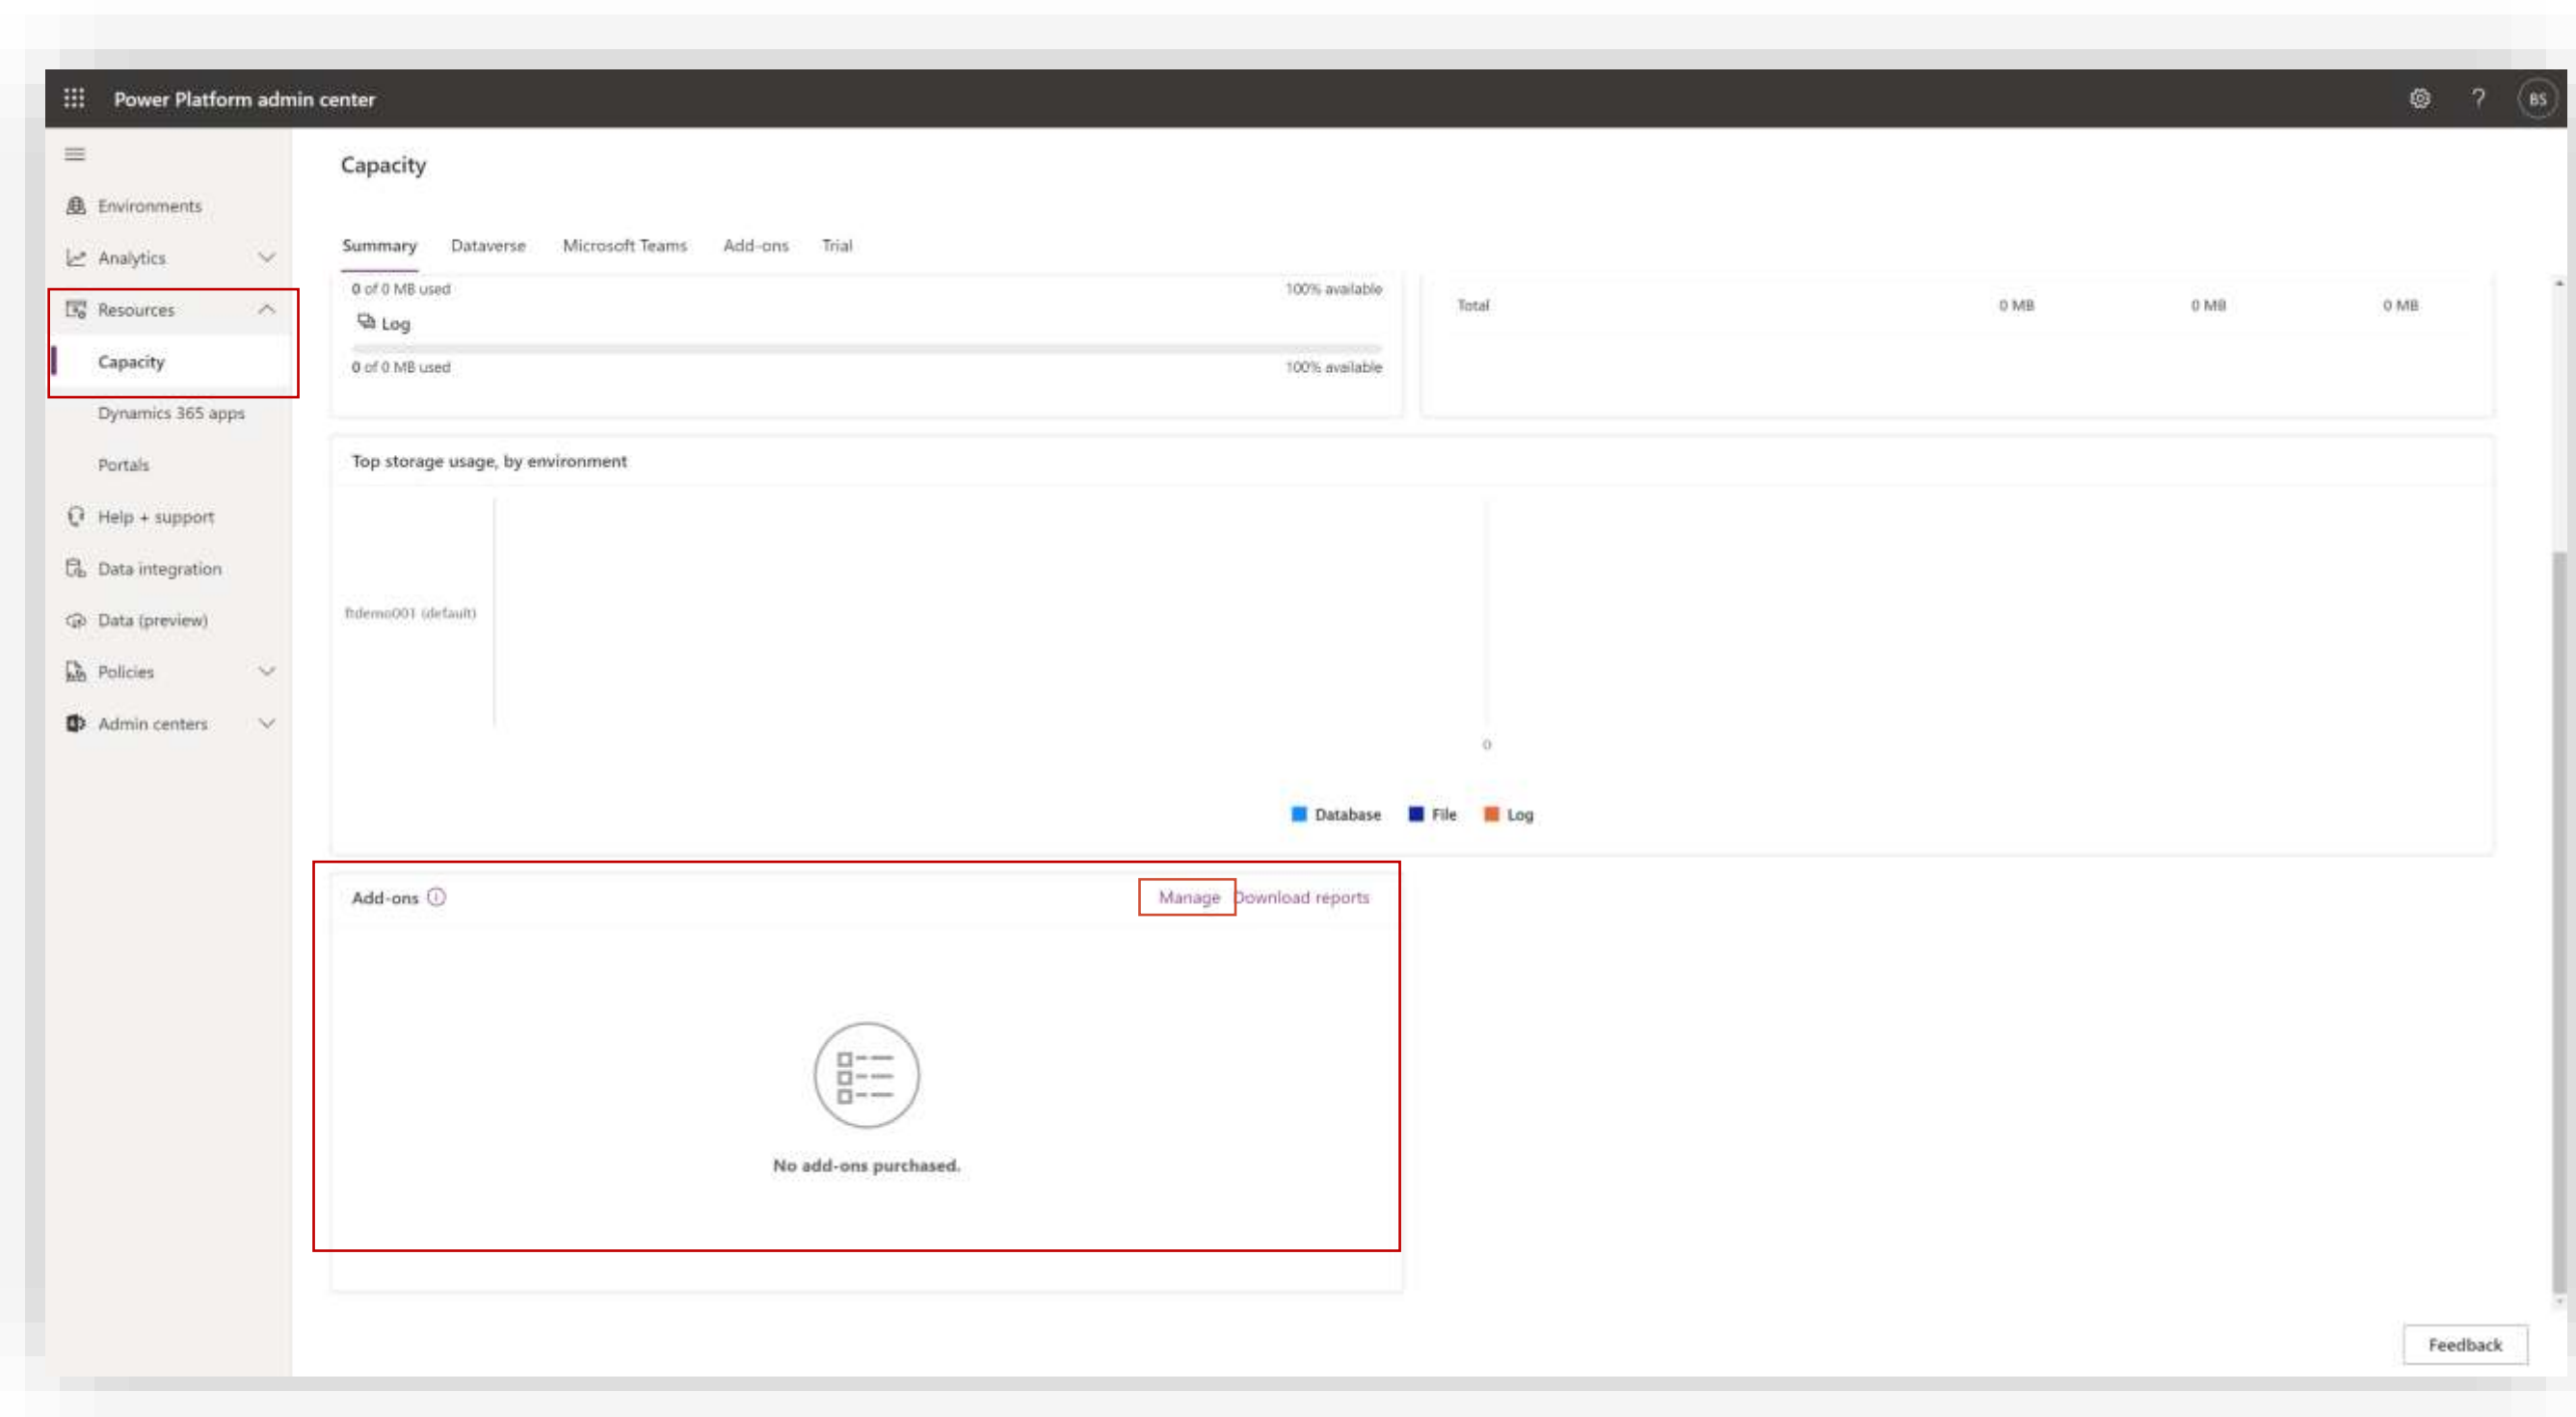 Power Platform admin center
?
BS
Environments
Analytics
Resources
Capacity
Dynamics 365 apps
Portals
Help + support
Data integration
Data (preview)
Policies
Admin centers
Capacity
Summary Dataverse Microsoft Teams Add-ons Trial
0 of 0 MB used 100% available
Log
0 of 0 MB used 100% available
Total 0 MB 0 MB 0 MB
Top storage usage, by environment
ftdemo001 (default)
0
Database File Log
Add-ons Manage Download reports
No add-ons purchased.
Feedback